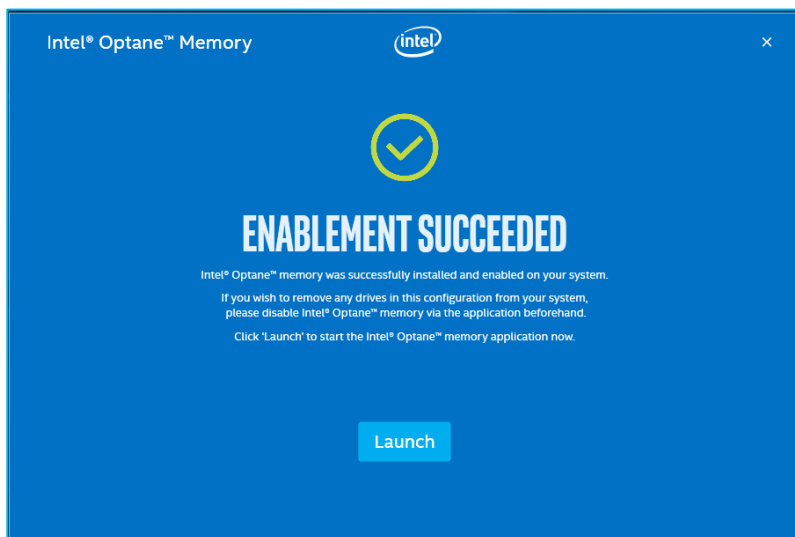 Intel® Optane™ Memory
intel
×
ENABLEMENT SUCCEEDED
Intel® Optane™ memory was successfully installed and enabled on your system.
If you wish to remove any drives in this configuration from your system,
please disable Intel® Optane™ memory via the application beforehand.
Click 'Launch' to start the Intel® Optane™ memory application now.
Launch